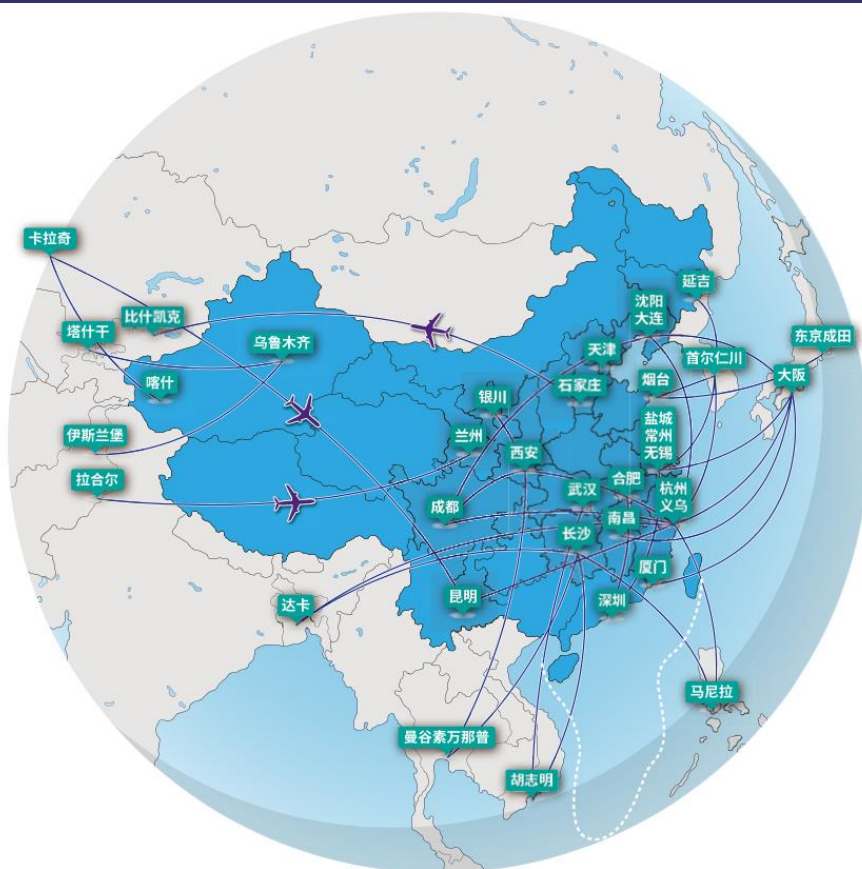 延吉
卡拉奇
沈阳
大连
比什凯克
塔什干
乌鲁木齐
天津
首尔仁川
东京成田
大阪
喀什
石家庄
烟台
银川
盐城
常州
无锡
伊斯兰堡
兰州
西安
拉合尔
成都
武汉
合肥
杭州
义乌
南昌
长沙
厦门
昆明
深圳
达卡
马尼拉
曼谷素万那普
胡志明